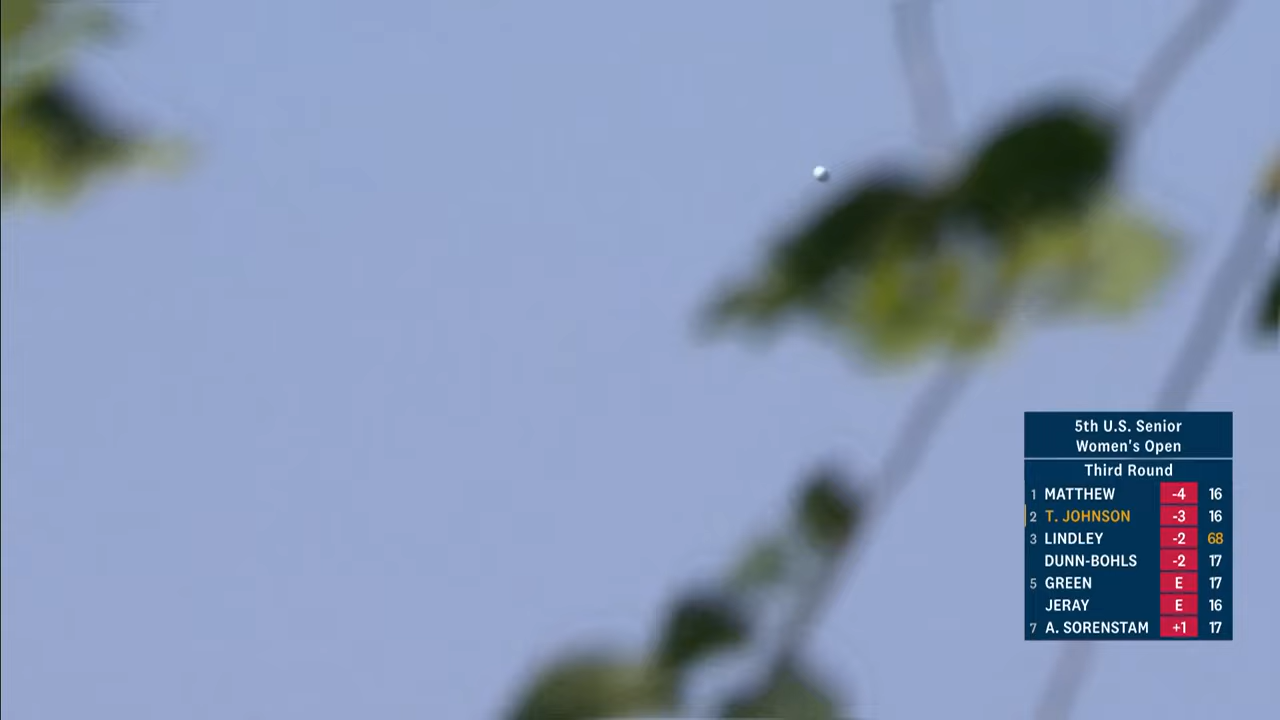 5th U.S. Senior
Women's Open
Third Round
1 MATTHEW -4 16
2 T. JOHNSON -3 16
3 LINDLEY -2 68
DUNN-BOHLS -2 17
5 GREEN E 17
JERAY E 16
7 A. SORENSTAM +1 17